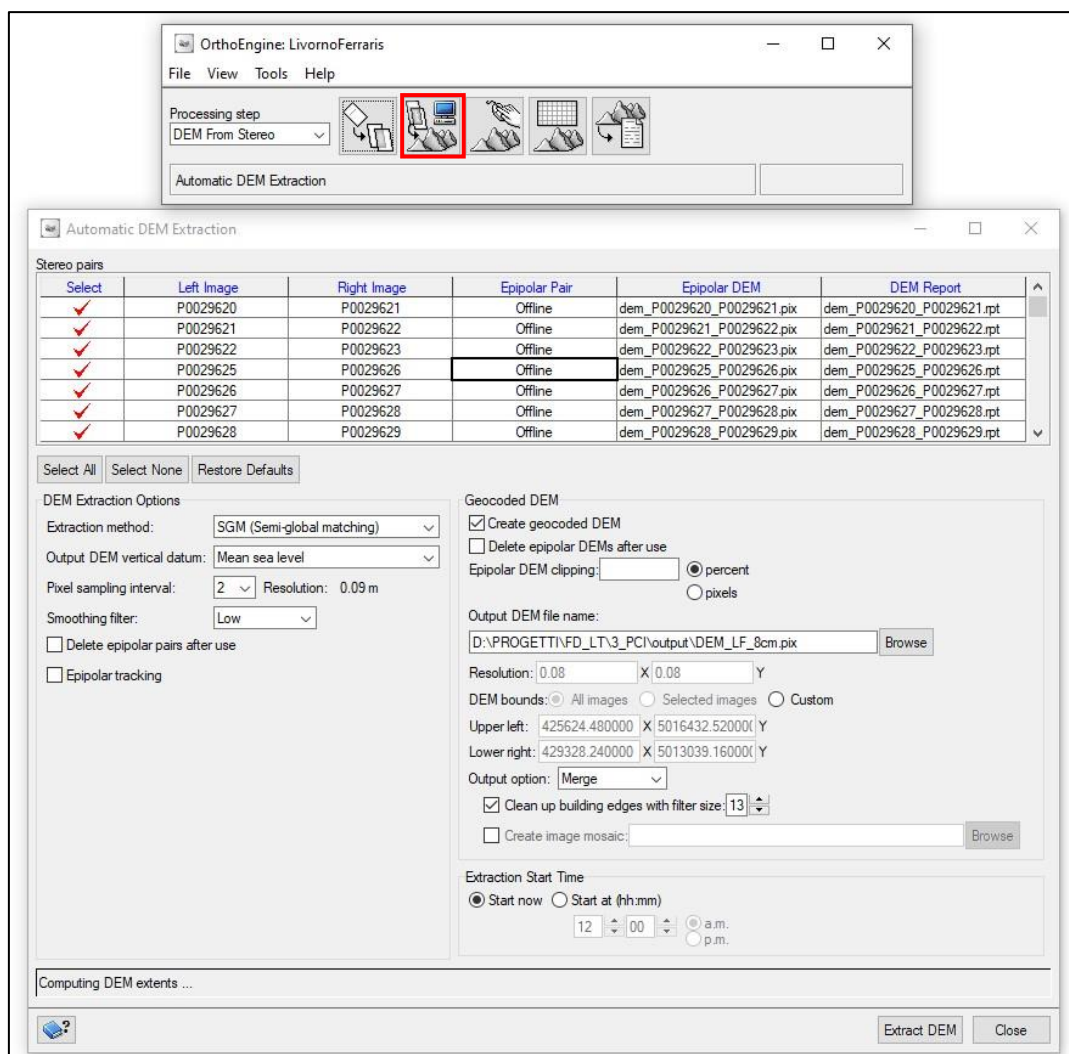 OrthoEngine: LivornoFerraris
File View Tools Help
Processing step
DEM From Stereo
Automatic DEM Extraction
Automatic DEM Extraction
Stereo pairs
Select Left Image Right Image Epipolar Pair Epipolar DEM DEM Report
P0029620 P0029621 Offline dem_P0029620_P0029621.pix dem_P0029620_P0029621.rpt
P0029621 P0029622 Offline dem_P0029621_P0029622.pix dem_P0029621_P0029622.rpt
P0029622 P0029623 Offline dem_P0029622_P0029623.pix dem_P0029622_P0029623.rpt
P0029625 P0029626 Offline dem_P0029625_P0029626.pix dem_P0029625_P0029626.rpt
P0029626 P0029627 Offline dem_P0029626_P0029627.pix dem_P0029626_P0029627.rpt
P0029627 P0029628 Offline dem_P0029627_P0029628.pix dem_P0029627_P0029628.rpt
P0029628 P0029629 Offline dem_P0029628_P0029629.pix dem_P0029628_P0029629.rpt
Select All Select None Restore Defaults
DEM Extraction Options
Extraction method: SGM (Semi-global matching)
Output DEM vertical datum: Mean sea level
Pixel sampling interval: 2 Resolution: 0.09 m
Smoothing filter: Low
Delete epipolar pairs after use
Epipolar tracking
Geocoded DEM
Create geocoded DEM
Delete epipolar DEMs after use
Epipolar DEM clipping: percent
pixels
Output DEM file name:
D:\PROGETTI\FD_LT\3_PCI\output\DEM_LF_8cm.pix Browse
Resolution: 0.08 X 0.08 Y
DEM bounds: All images Selected images Custom
Upper left: 425624.480000 X 5016432.520000 Y
Lower right: 429328.240000 X 5013039.160000 Y
Output option: Merge
Clean up building edges with filter size: 13
Create image mosaic: Browse
Extraction Start Time
Start now Start at (hh:mm)
12 00 a.m.
p.m.
Computing DEM extents ...
Extract DEM Close